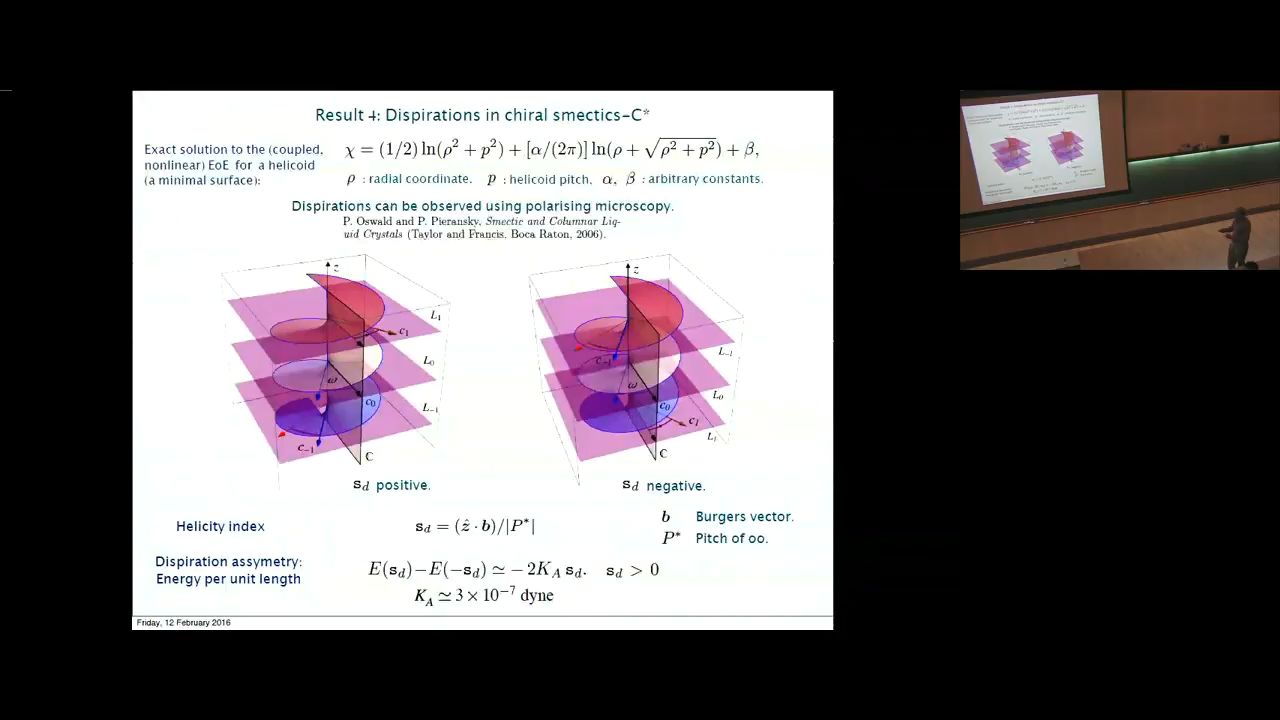 Result 4: Dispirations in chiral smectics-C*
Exact solution to the (coupled, nonlinear) EoE for a helicoid (a minimal surface):
χ = (1/2) ln(ρ² + p²) + [α/(2π)] ln(ρ + √(ρ² + p²)) + β,
ρ : radial coordinate. p : helicoid pitch, α, β : arbitrary constants.
Dispirations can be observed using polarising microscopy.
P. Oswald and P. Pieransky, Smectic and Columnar Liq-
uid Crystals (Taylor and Francis, Boca Raton, 2006).
z
L₁
c₁
L₀
ω
c₀
L₋₁
c₋₁
C
z
L₋₁
c₋₁
ω
L₀
c₀
c₁
L₁
C
s_d positive.
s_d negative.
Helicity index
s_d = (ẑ · b)/|P*|
b Burgers vector.
P* Pitch of oo.
Dispiration assymetry:
Energy per unit length
E(s_d) − E(−s_d) ≃ − 2K_A s_d. s_d > 0
K_A ≃ 3 × 10⁻⁷ dyne
Friday, 12 February 2016